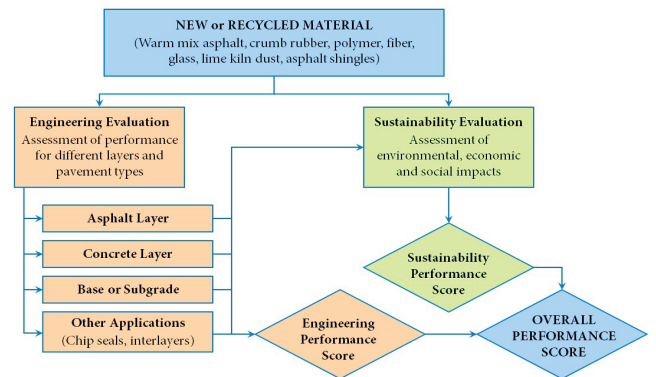 NEW or RECYCLED MATERIAL
(Warm mix asphalt, crumb rubber, polymer, fiber,
glass, lime kiln dust, asphalt shingles)
Engineering Evaluation
Assessment of performance
for different layers and
pavement types
Sustainability Evaluation
Assessment of
environmental, economic
and social impacts
Asphalt Layer
Concrete Layer
Base or Subgrade
Other Applications
(Chip seals, interlayers)
Sustainability
Performance
Score
Engineering
Performance
Score
OVERALL
PERFORMANCE
SCORE